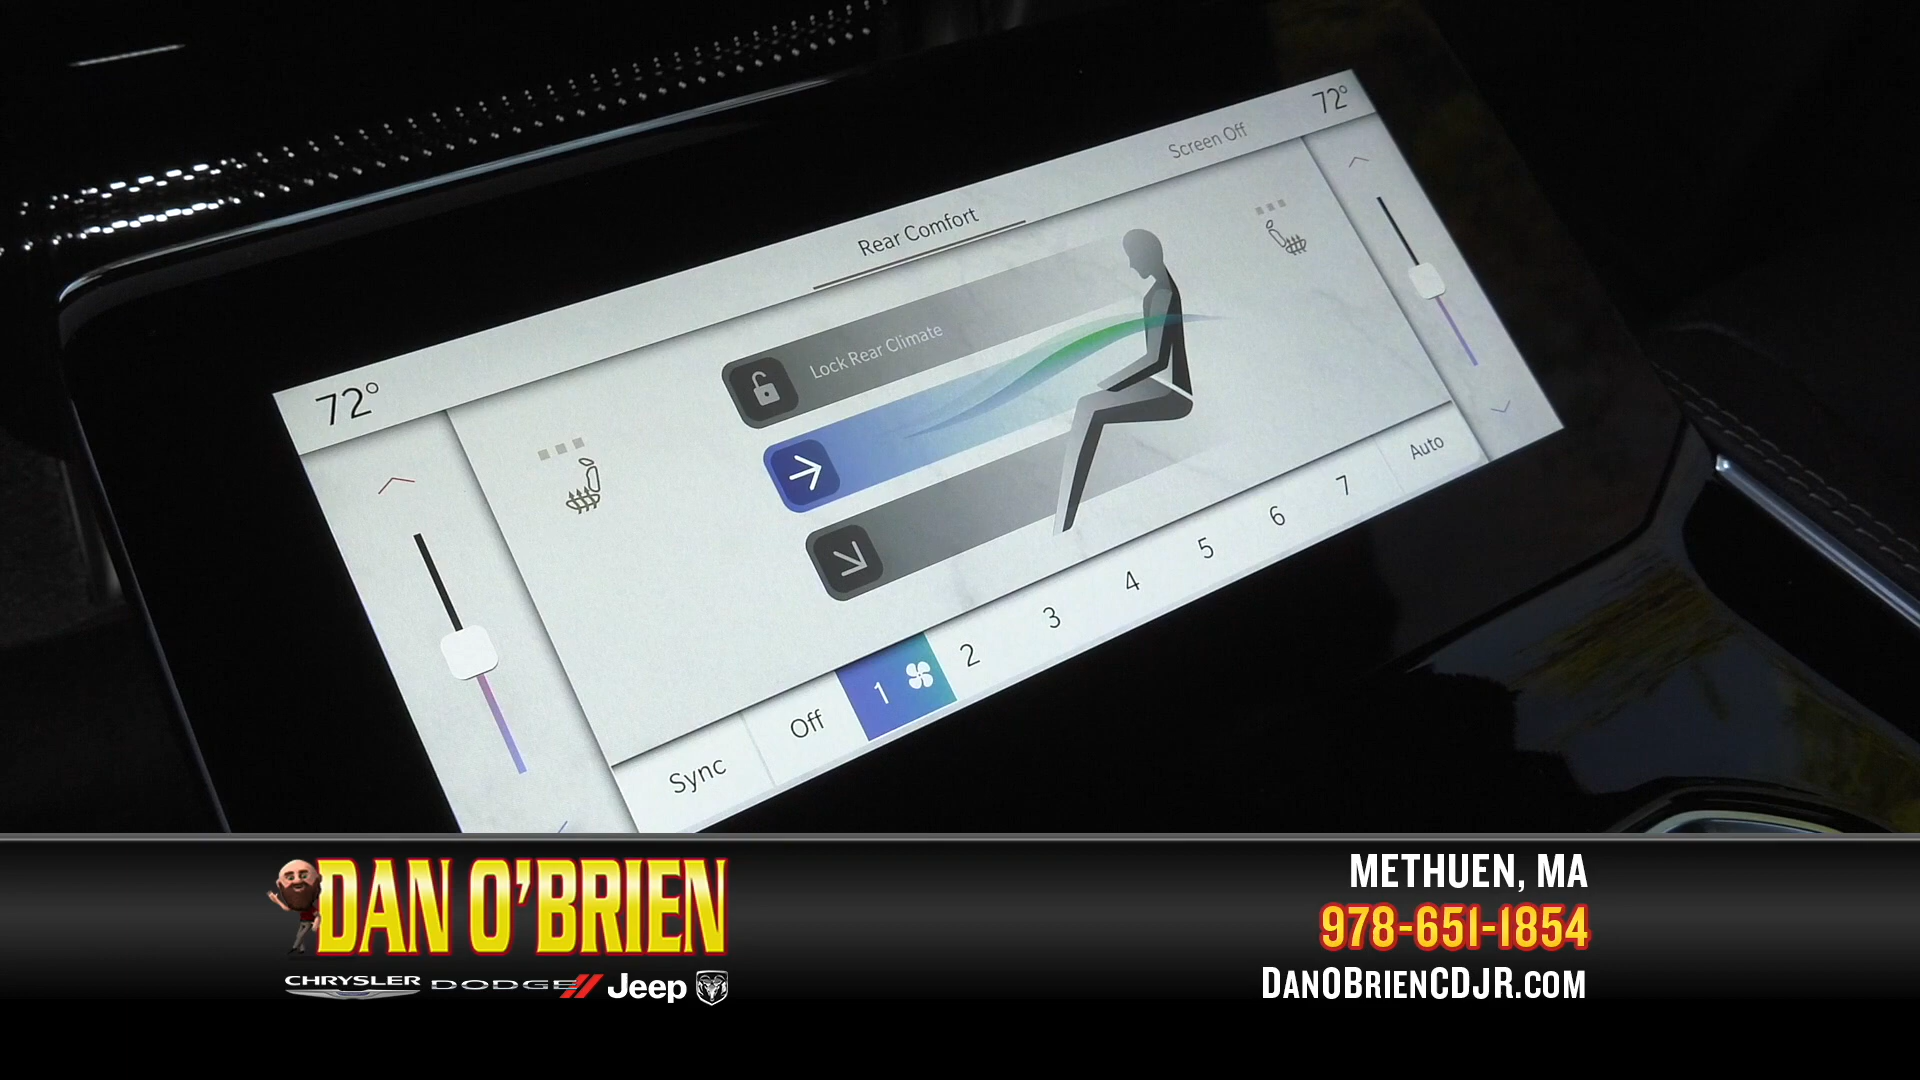 72°
Screen Off
Rear Comfort
72°
Lock Rear Climate
Sync
Off
1
2
3
4
5
6
7
Auto
DAN O'BRIEN
CHRYSLER DODGE// Jeep
METHUEN, MA
978-651-1854
DANOBRIENCDJR.COM